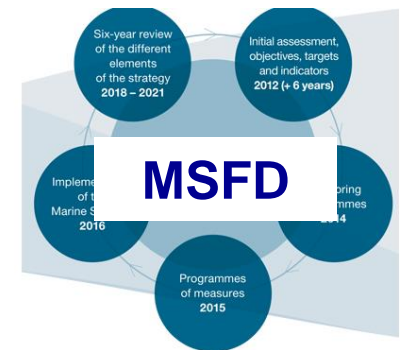 Six-year review
of the different
elements
of the strategy
2018 – 2021
Initial assessment,
objectives, targets
and indicators
2012 (+ 6 years)
MSFD
of
Marine
2016
Programmes
of measures
2015